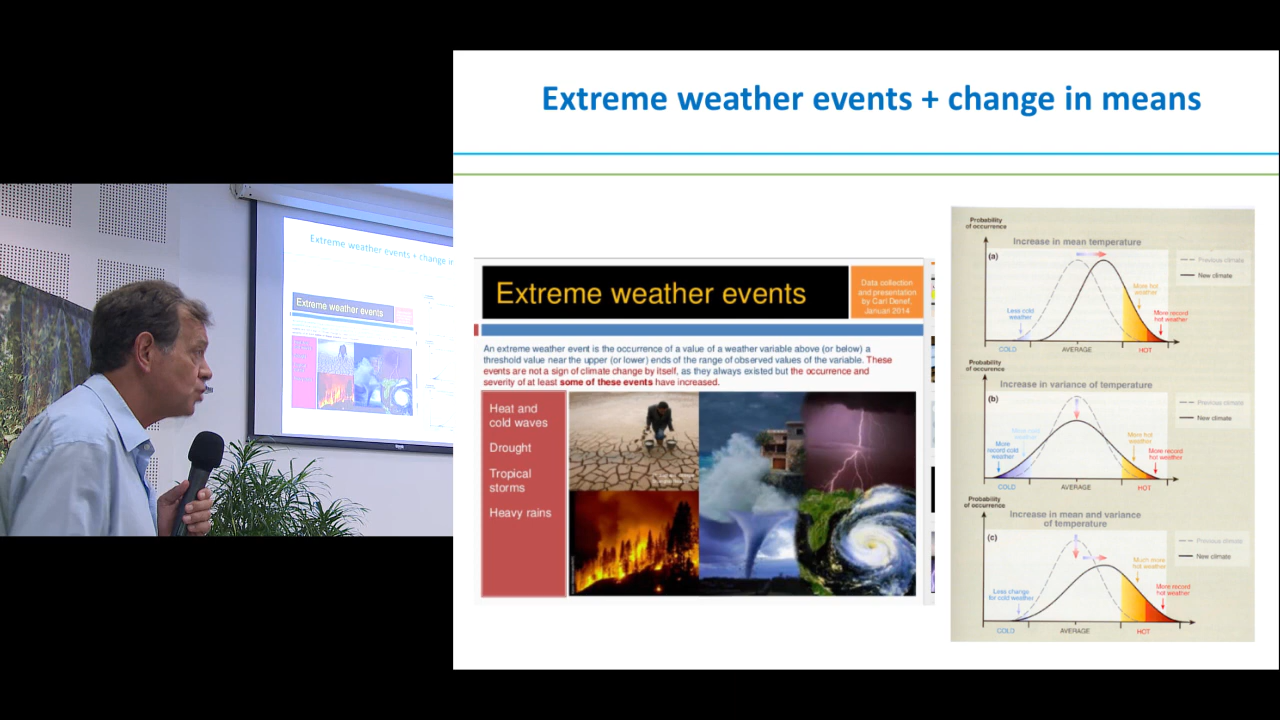 Extreme weather events + change in means
Extreme weather events + change in
Extreme weather events
Extreme weather events
Data collection
and presentation
by Carl Denef,
Januari 2014
An extreme weather event is the occurrence of a value of a weather variable above (or below) a
threshold value near the upper (or lower) ends of the range of observed values of the variable. These
events are not a sign of climate change by itself, as they always existed but the occurrence and
severity of at least some of these events have increased.
Heat and
cold waves
Drought
Tropical
storms
Heavy rains
Probability
of occurrence
Increase in mean temperature
(a)
Previous climate
New climate
Less cold
weather
More hot
weather
More record
hot weather
COLD
AVERAGE
HOT
Probability
of occurrence
Increase in variance of temperature
(b)
Previous climate
New climate
More
record cold
weather
More hot
weather
More record
hot weather
COLD
AVERAGE
HOT
Probability
of occurrence
Increase in mean and variance
of temperature
(c)
Previous climate
New climate
Much more
hot weather
Less change
for cold weather
More record
hot weather
COLD
AVERAGE
HOT